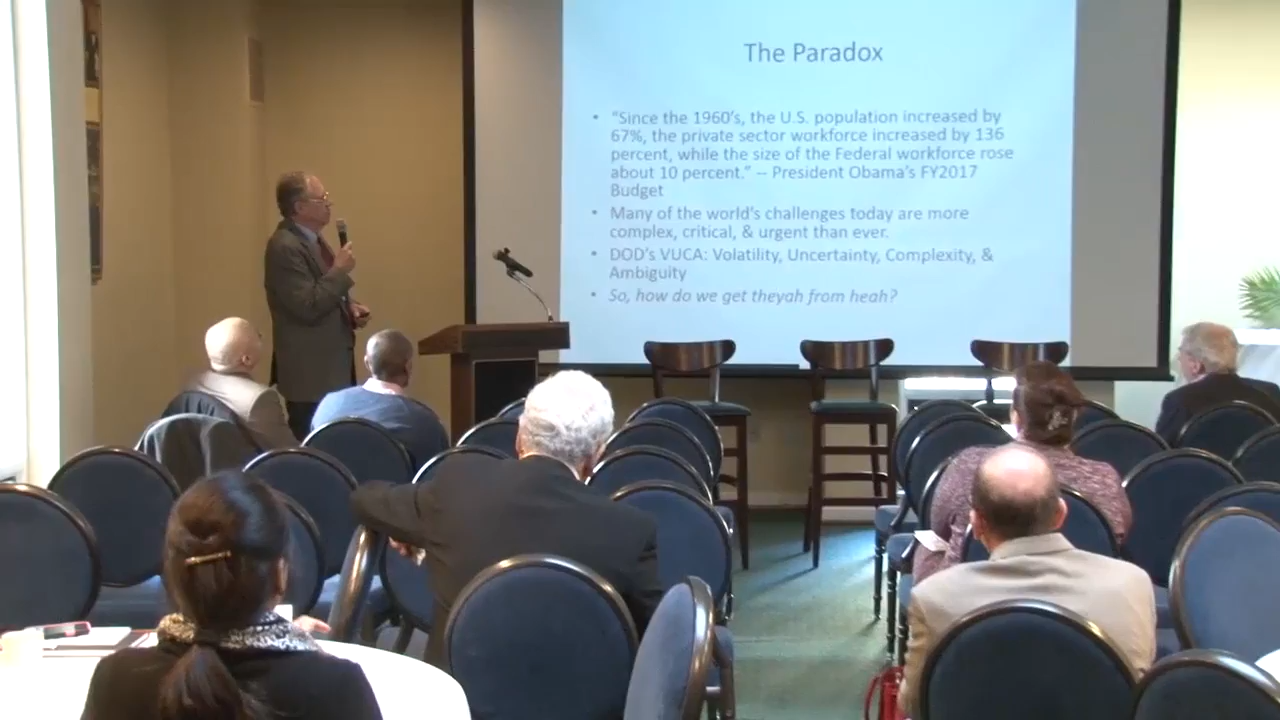 The Paradox
• "Since the 1960's, the U.S. population increased by
67%, the private sector workforce increased by 136
percent, while the size of the Federal workforce rose
about 10 percent." -- President Obama's FY2017
Budget
• Many of the world's challenges today are more
complex, critical, & urgent than ever.
• DOD's VUCA: Volatility, Uncertainty, Complexity, &
Ambiguity
• So, how do we get theyah from heah?